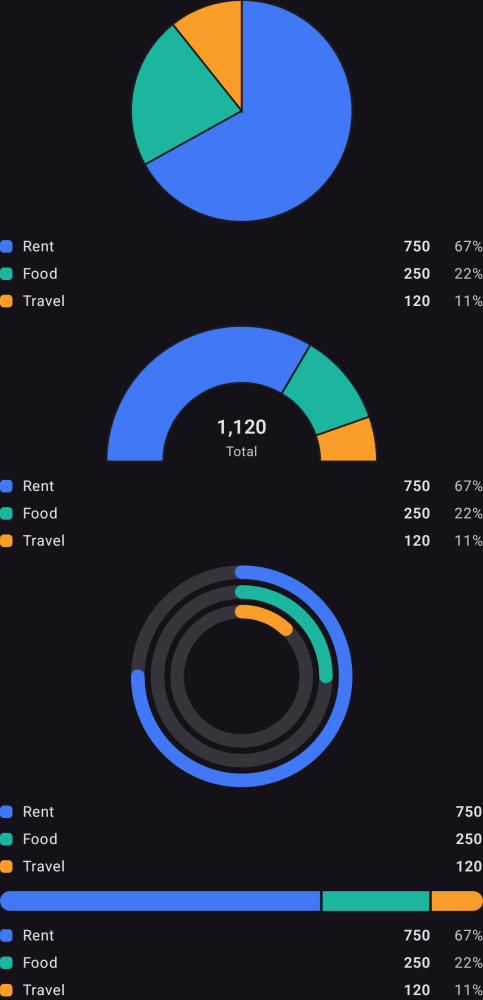 Rent 750 67%
Food 250 22%
Travel 120 11%
1,120
Total
Rent 750 67%
Food 250 22%
Travel 120 11%
Rent 750
Food 250
Travel 120
Rent 750 67%
Food 250 22%
Travel 120 11%